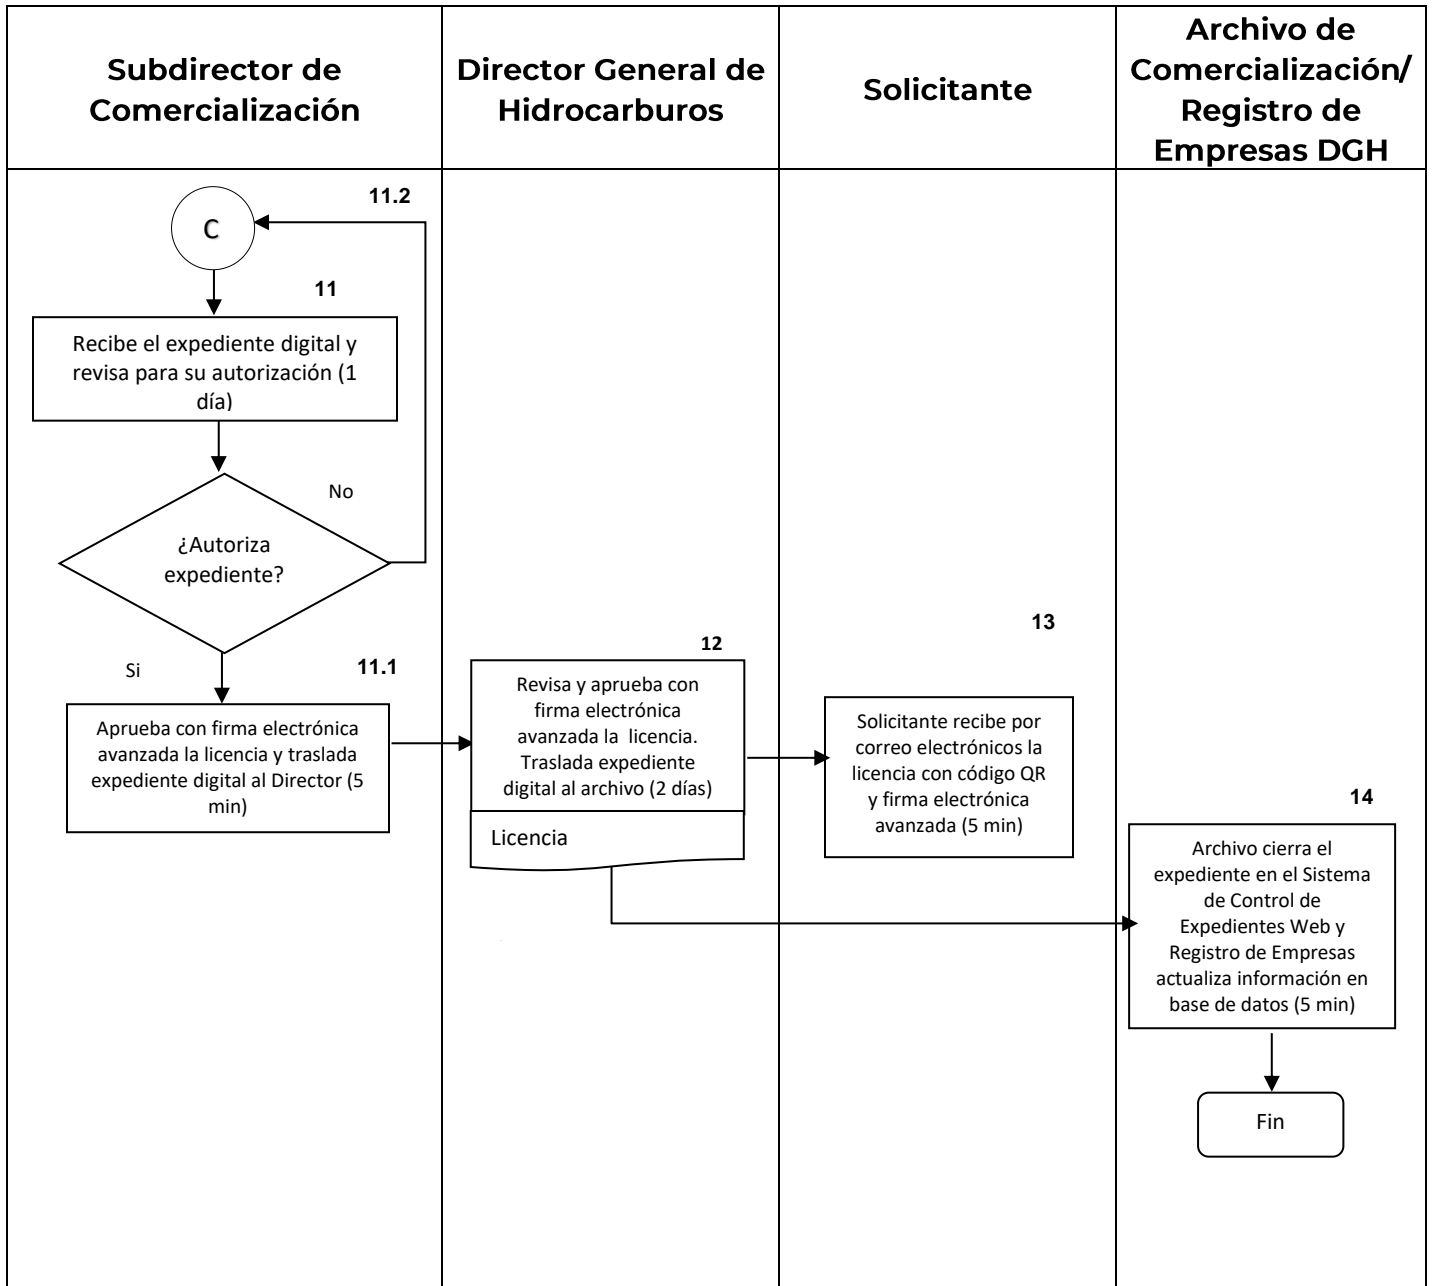 Subdirector de
Comercialización
Director General de
Hidrocarburos
Solicitante
Archivo de
Comercialización/
Registro de
Empresas DGH
11.2
C
11
Recibe el expediente digital y
revisa para su autorización (1
día)
No
¿Autoriza
expediente?
Si
11.1
Aprueba con firma electrónica
avanzada la licencia y traslada
expediente digital al Director (5
min)
12
Revisa y aprueba con
firma electrónica
avanzada la licencia.
Traslada expediente
digital al archivo (2 días)
Licencia
13
Solicitante recibe por
correo electrónicos la
licencia con código QR
y firma electrónica
avanzada (5 min)
14
Archivo cierra el
expediente en el Sistema
de Control de
Expedientes Web y
Registro de Empresas
actualiza información en
base de datos (5 min)
Fin